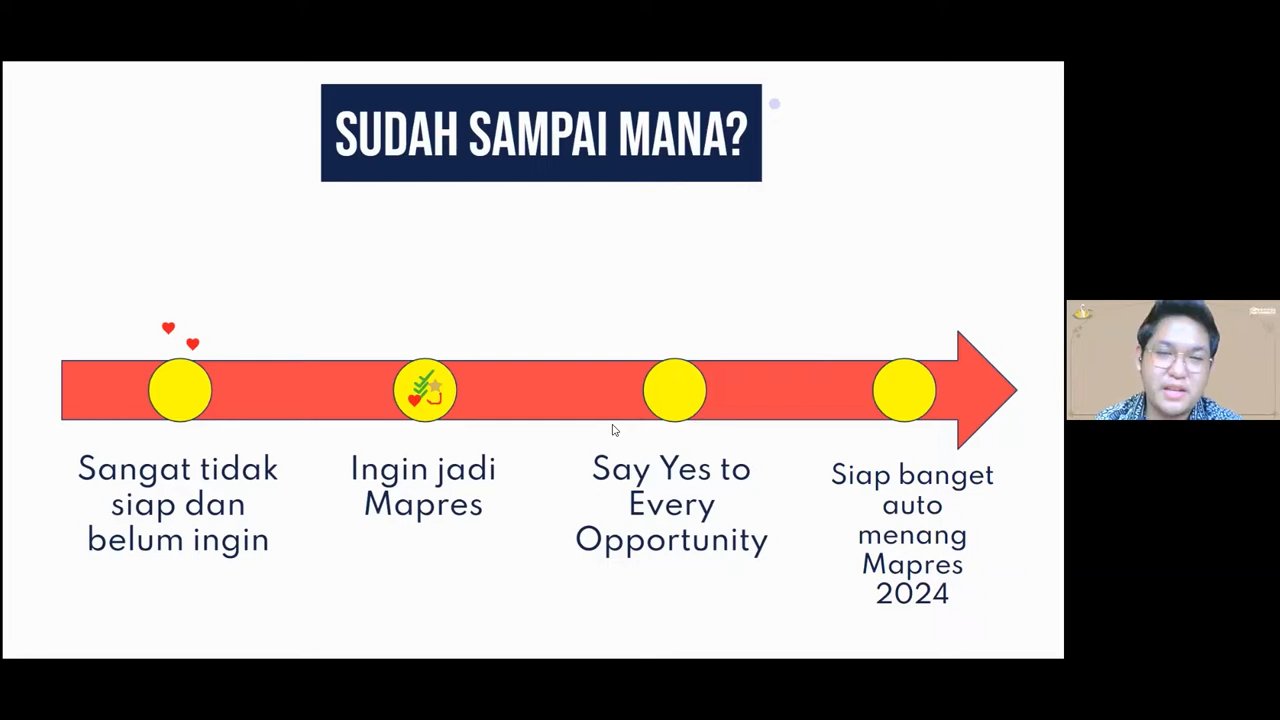 SUDAH SAMPAI MANA?
Sangat tidak
siap dan
belum ingin
Ingin jadi
Mapres
Say Yes to
Every
Opportunity
Siap banget
auto
menang
Mapres
2024